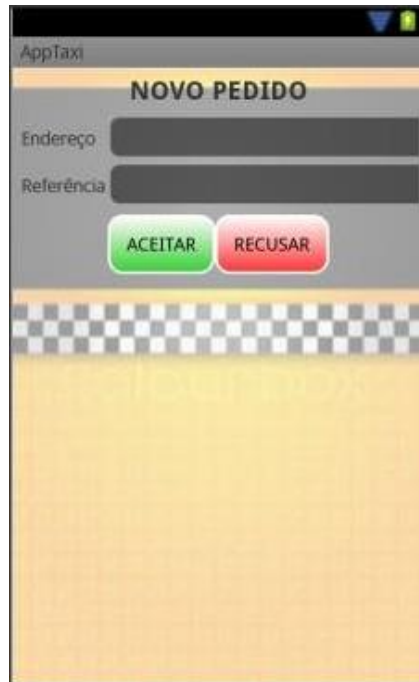 AppTaxi
NOVO PEDIDO
Endereço
Referência
ACEITAR RECUSAR